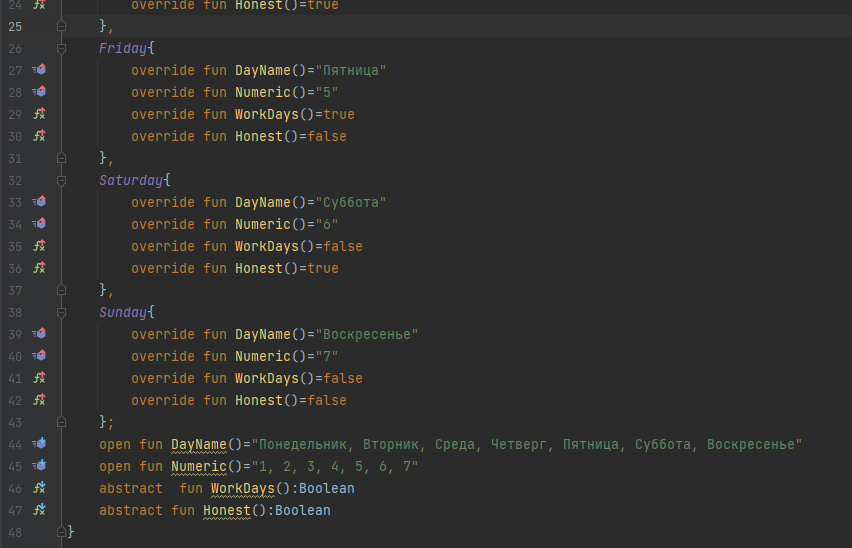 24 override fun Honest()=true
25 },
26 Friday{
27 override fun DayName()="Пятница"
28 override fun Numeric()="5"
29 override fun WorkDays()=true
30 override fun Honest()=false
31 },
32 Saturday{
33 override fun DayName()="Суббота"
34 override fun Numeric()="6"
35 override fun WorkDays()=false
36 override fun Honest()=true
37 },
38 Sunday{
39 override fun DayName()="Воскресенье"
40 override fun Numeric()="7"
41 override fun WorkDays()=false
42 override fun Honest()=false
43 };
44 open fun DayName()="Понедельник, Вторник, Среда, Четверг, Пятница, Суббота, Воскресенье"
45 open fun Numeric()="1, 2, 3, 4, 5, 6, 7"
46 abstract  fun WorkDays():Boolean
47 abstract fun Honest():Boolean
48 }